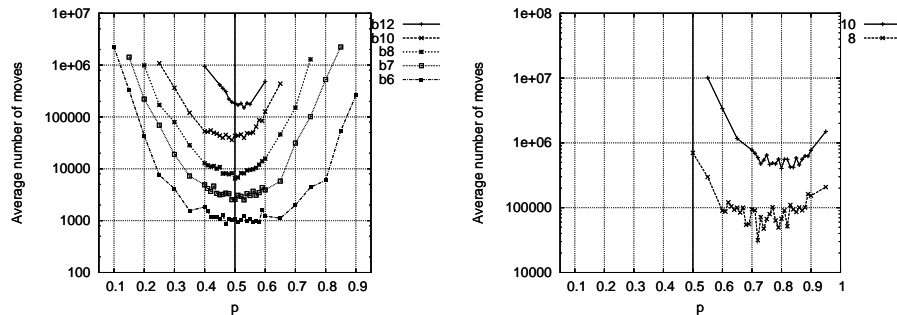 1e+07
1e+06
100000
10000
1000
100
Average number of moves
0.1 0.2 0.3 0.4 0.5 0.6 0.7 0.8 0.9
p
b12
b10
b8
b7
b6
1e+08
1e+07
1e+06
100000
10000
Average number of moves
0.1 0.2 0.3 0.4 0.5 0.6 0.7 0.8 0.9 1
p
10
8